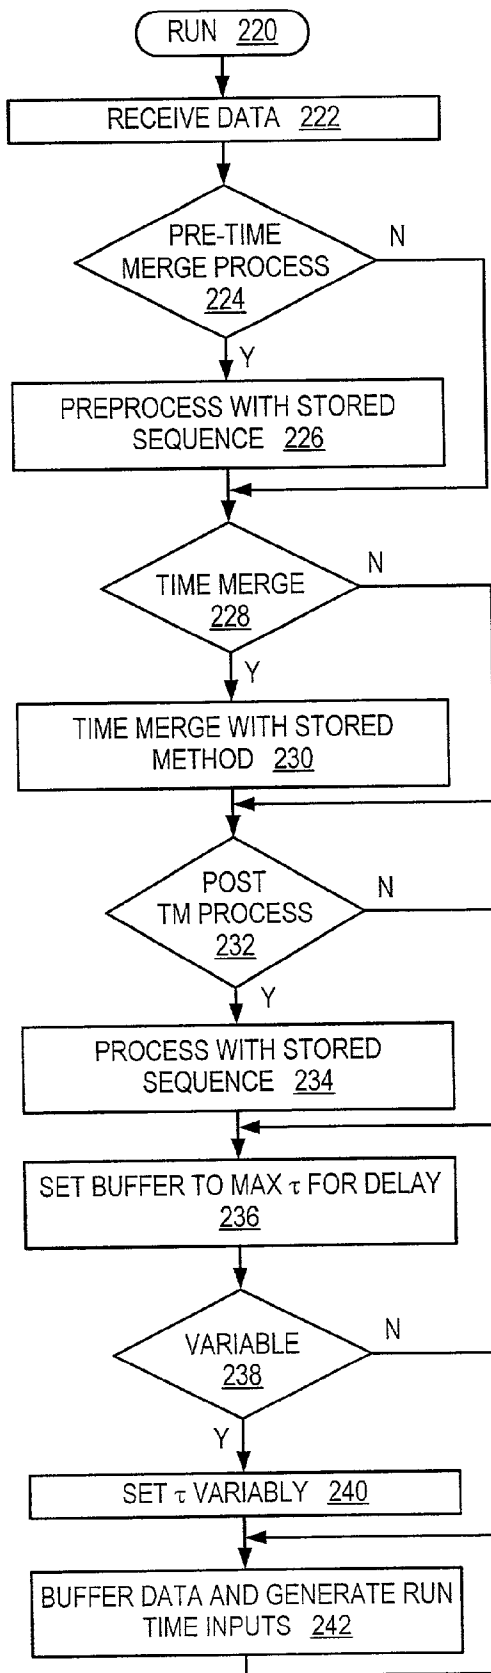 RUN 220
RECEIVE DATA 222
PRE-TIME
MERGE PROCESS
224
N
Y
PREPROCESS WITH STORED
SEQUENCE 226
TIME MERGE
228
N
Y
TIME MERGE WITH STORED
METHOD 230
POST
TM PROCESS
232
N
Y
PROCESS WITH STORED
SEQUENCE 234
SET BUFFER TO MAX τ FOR DELAY
236
VARIABLE
238
N
Y
SET τ VARIABLY 240
BUFFER DATA AND GENERATE RUN
TIME INPUTS 242